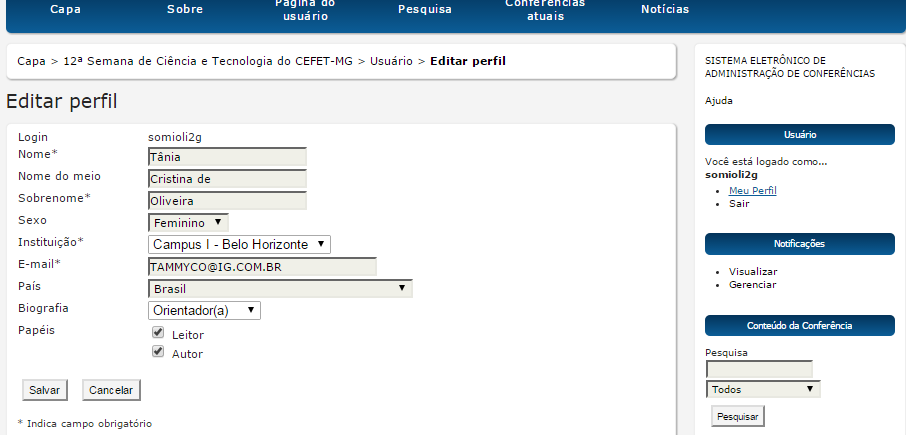 Capa
Sobre
Página do
usuário
Pesquisa
Conferências
atuais
Notícias
Capa > 12ª Semana de Ciência e Tecnologia do CEFET-MG > Usuário > Editar perfil
Editar perfil
Login somioli2g
Nome* Tânia
Nome do meio Cristina de
Sobrenome* Oliveira
Sexo Feminino
Instituição* Campus I - Belo Horizonte
E-mail* TAMMYCO@IG.COM.BR
País Brasil
Biografia Orientador(a)
Papéis Leitor
Autor
Salvar Cancelar
* Indica campo obrigatório
SISTEMA ELETRÔNICO DE
ADMINISTRAÇÃO DE CONFERÊNCIAS
Ajuda
Usuário
Você está logado como...
somioli2g
Meu Perfil
Sair
Notificações
Visualizar
Gerenciar
Conteúdo da Conferência
Pesquisa
Todos
Pesquisar